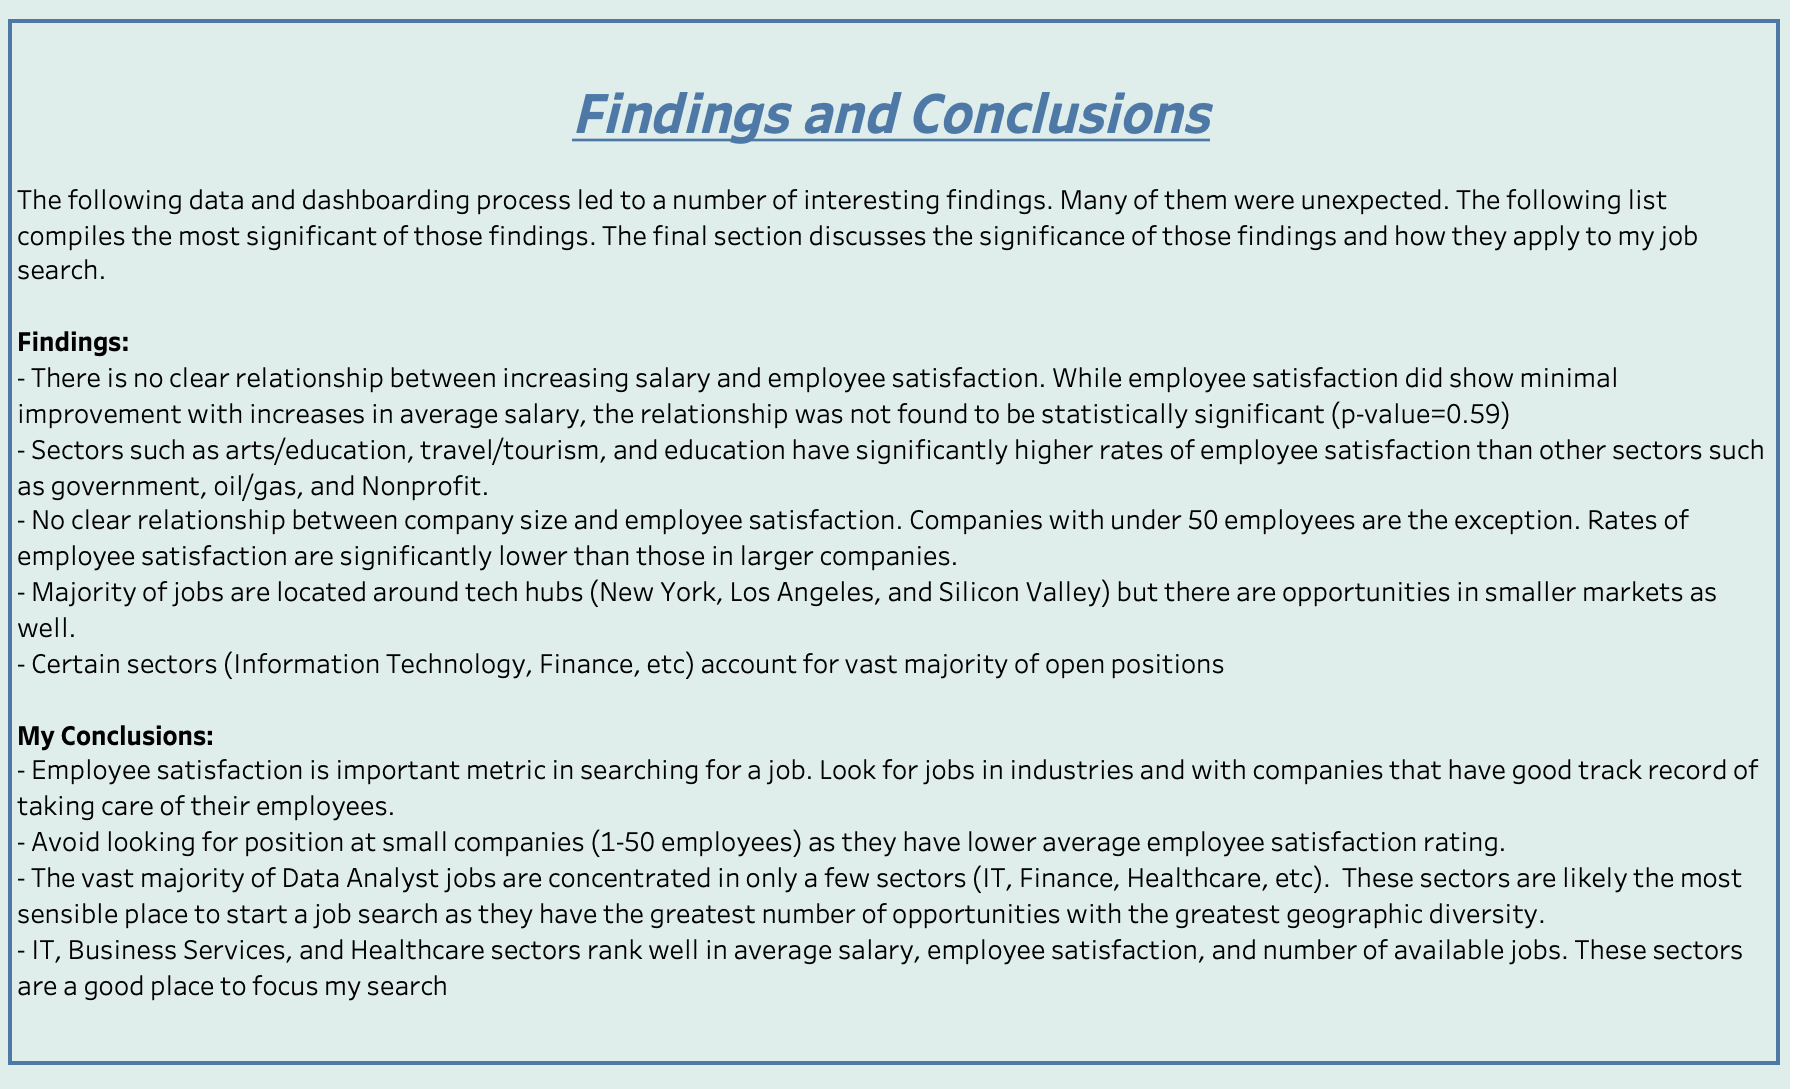 Findings and Conclusions
The following data and dashboarding process led to a number of interesting findings. Many of them were unexpected. The following list
compiles the most significant of those findings. The final section discusses the significance of those findings and how they apply to my job
search.
Findings:
- There is no clear relationship between increasing salary and employee satisfaction. While employee satisfaction did show minimal
improvement with increases in average salary, the relationship was not found to be statistically significant (p-value=0.59)
- Sectors such as arts/education, travel/tourism, and education have significantly higher rates of employee satisfaction than other sectors such
as government, oil/gas, and Nonprofit.
- No clear relationship between company size and employee satisfaction. Companies with under 50 employees are the exception. Rates of
employee satisfaction are significantly lower than those in larger companies.
- Majority of jobs are located around tech hubs (New York, Los Angeles, and Silicon Valley) but there are opportunities in smaller markets as
well.
- Certain sectors (Information Technology, Finance, etc) account for vast majority of open positions
My Conclusions:
- Employee satisfaction is important metric in searching for a job. Look for jobs in industries and with companies that have good track record of
taking care of their employees.
- Avoid looking for position at small companies (1-50 employees) as they have lower average employee satisfaction rating.
- The vast majority of Data Analyst jobs are concentrated in only a few sectors (IT, Finance, Healthcare, etc).  These sectors are likely the most
sensible place to start a job search as they have the greatest number of opportunities with the greatest geographic diversity.
- IT, Business Services, and Healthcare sectors rank well in average salary, employee satisfaction, and number of available jobs. These sectors
are a good place to focus my search